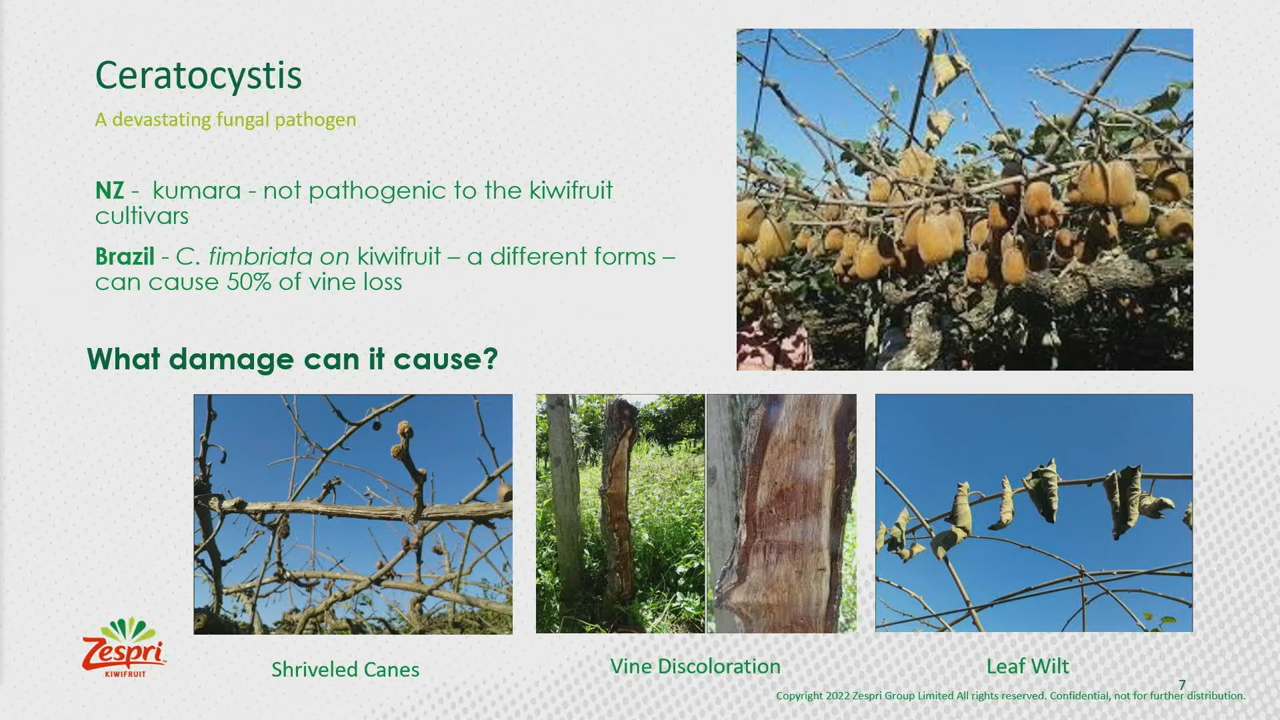 Ceratocystis
A devastating fungal pathogen
NZ - kumara - not pathogenic to the kiwifruit
cultivars
Brazil - C. fimbriata on kiwifruit – a different forms –
can cause 50% of vine loss
What damage can it cause?
Zespri
KIWIFRUIT
Shriveled Canes
Vine Discoloration
Leaf Wilt
7
Copyright 2022 Zespri Group Limited All rights reserved. Confidential, not for further distribution.